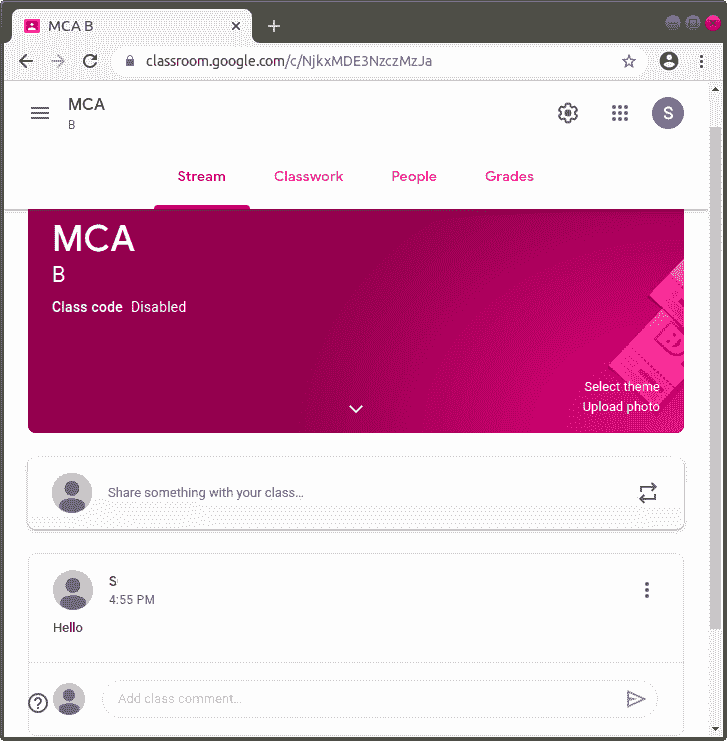 MCA B
classroom.google.com/c/NjkxMDE3NzczMzJa
MCA
B
S
Stream Classwork People Grades
MCA
B
Class code Disabled
Select theme
Upload photo
Share something with your class...
S
4:55 PM
Hello
Add class comment...